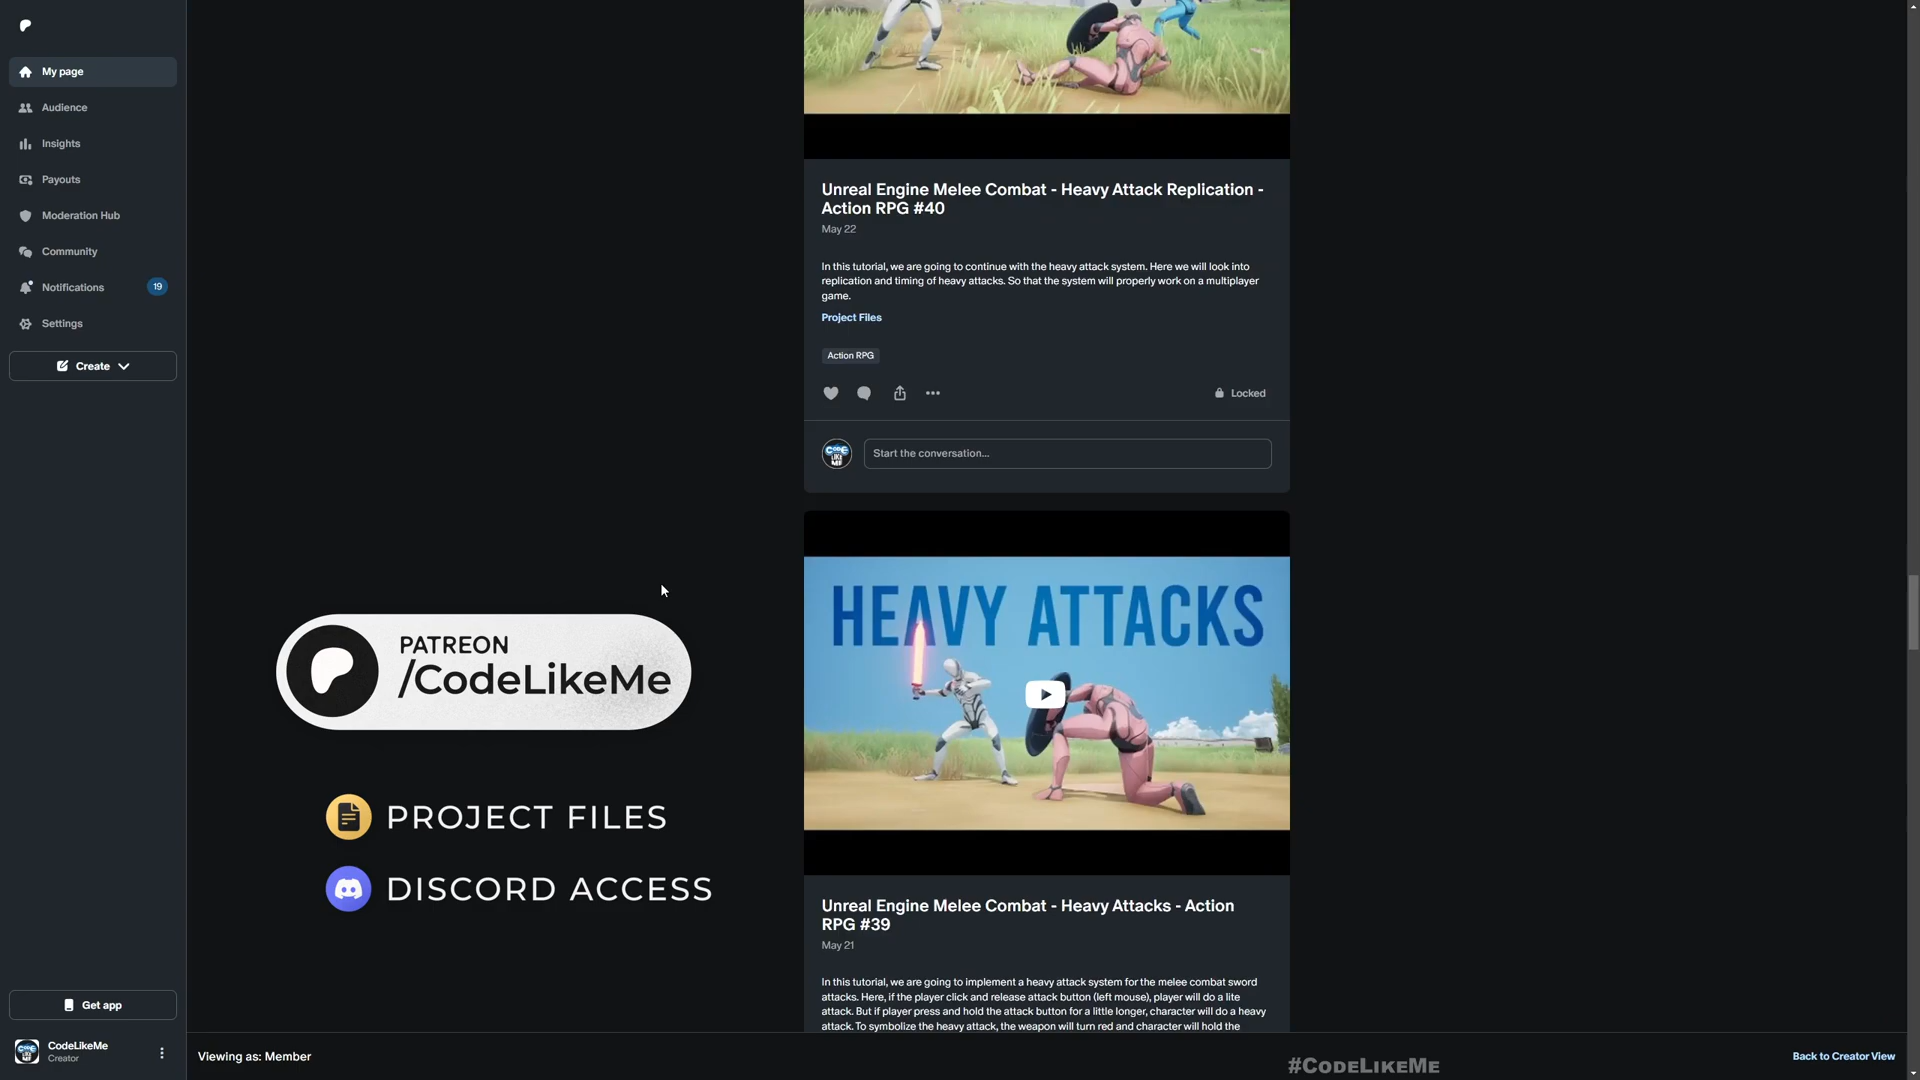 My page
Audience
Insights
Payouts
Moderation Hub
Community
Notifications
19
Settings
Create
Unreal Engine Melee Combat - Heavy Attack Replication -
Action RPG #40
May 22
In this tutorial, we are going to continue with the heavy attack system. Here we will look into
replication and timing of heavy attacks. So that the system will properly work on a multiplayer
game.
Project Files
Action RPG
Locked
Start the conversation...
HEAVY ATTACKS
PATREON
/CodeLikeMe
PROJECT FILES
DISCORD ACCESS
Unreal Engine Melee Combat - Heavy Attacks - Action
RPG #39
May 21
In this tutorial, we are going to implement a heavy attack system for the melee combat sword
attacks. Here, if the player click and release attack button (left mouse), player will do a lite
attack. But if player press and hold the attack button for a little longer, character will do a heavy
attack. To symbolize the heavy attack, the weapon will turn red and character will hold the
Get app
CodeLikeMe
Creator
Viewing as: Member
#CODELIKEME
Back to Creator View